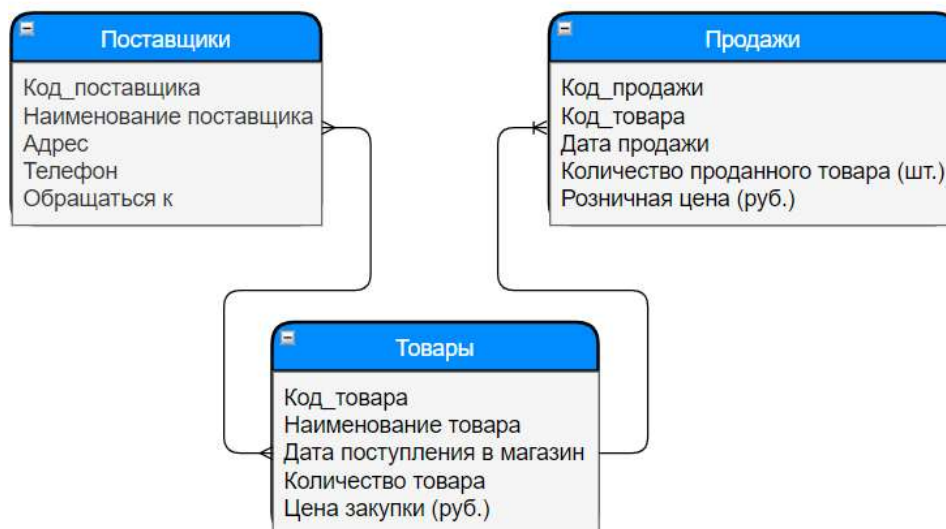 Поставщики
Код_поставщика
Наименование поставщика
Адрес
Телефон
Обращаться к
Продажи
Код_продажи
Код_товара
Дата продажи
Количество проданного товара (шт.)
Розничная цена (руб.)
Товары
Код_товара
Наименование товара
Дата поступления в магазин
Количество товара
Цена закупки (руб.)